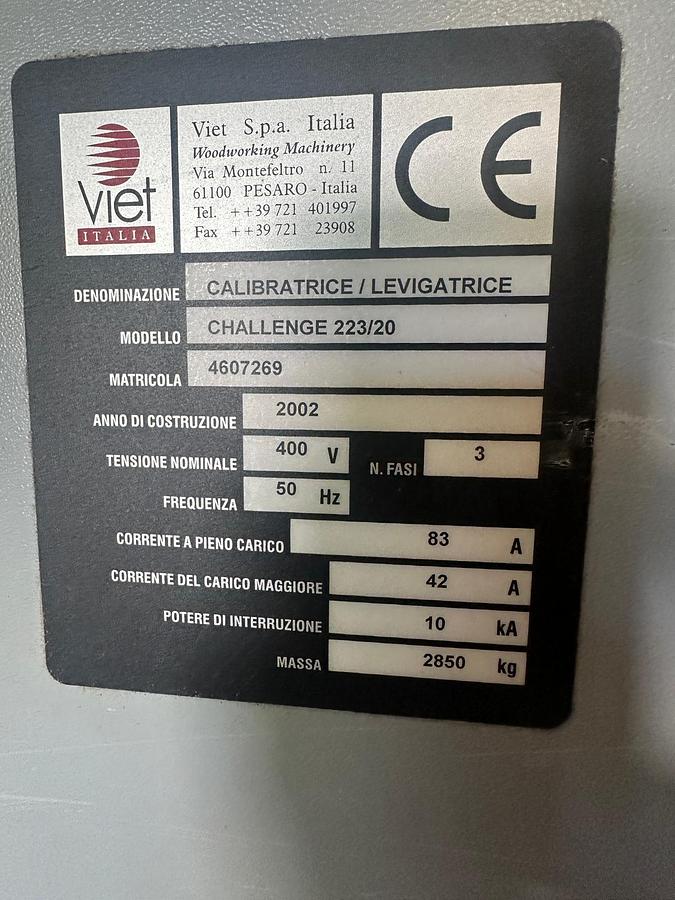 Viet
ITALIA
Viet S.p.a. Italia
Woodworking Machinery
Via Montefeltro n. 11
61100 PESARO - Italia
Tel. ++39 721 401997
Fax ++39 721 23908
CE
DENOMINAZIONE CALIBRATRICE / LEVIGATRICE
MODELLO CHALLENGE 223/20
MATRICOLA 4607269
ANNO DI COSTRUZIONE 2002
TENSIONE NOMINALE 400 V N. FASI 3
FREQUENZA 50 Hz
CORRENTE A PIENO CARICO 83 A
CORRENTE DEL CARICO MAGGIORE 42 A
POTERE DI INTERRUZIONE 10 kA
MASSA 2850 kg